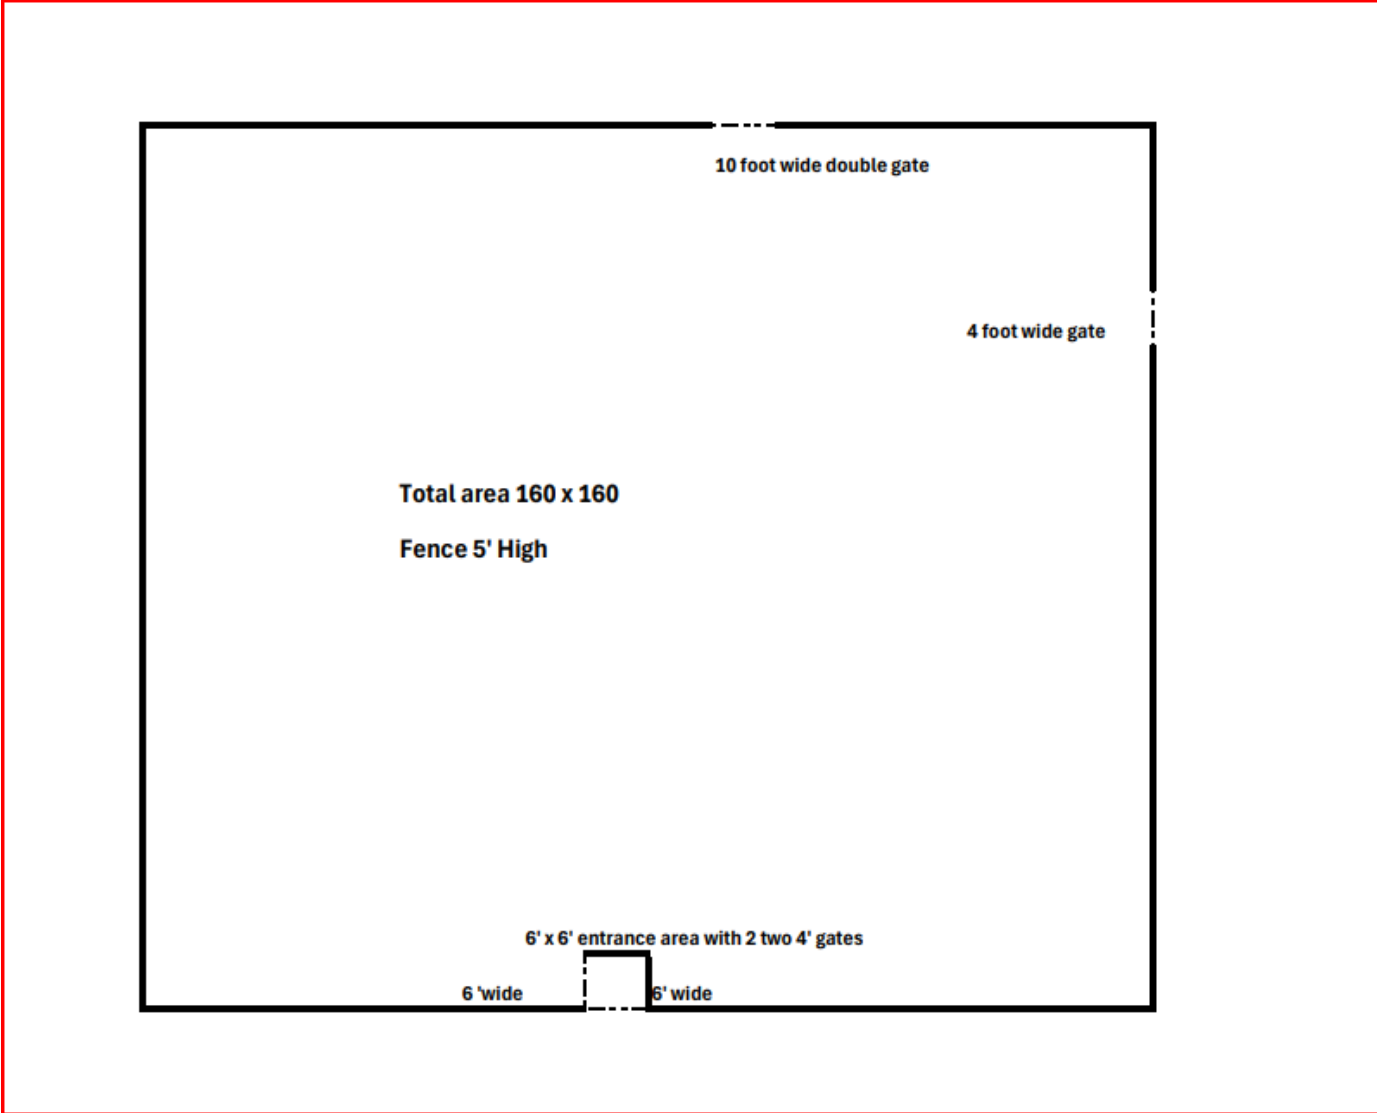 10 foot wide double gate
4 foot wide gate
Total area 160 x 160
Fence 5' High
6' x 6' entrance area with 2 two 4' gates
6 'wide
6' wide